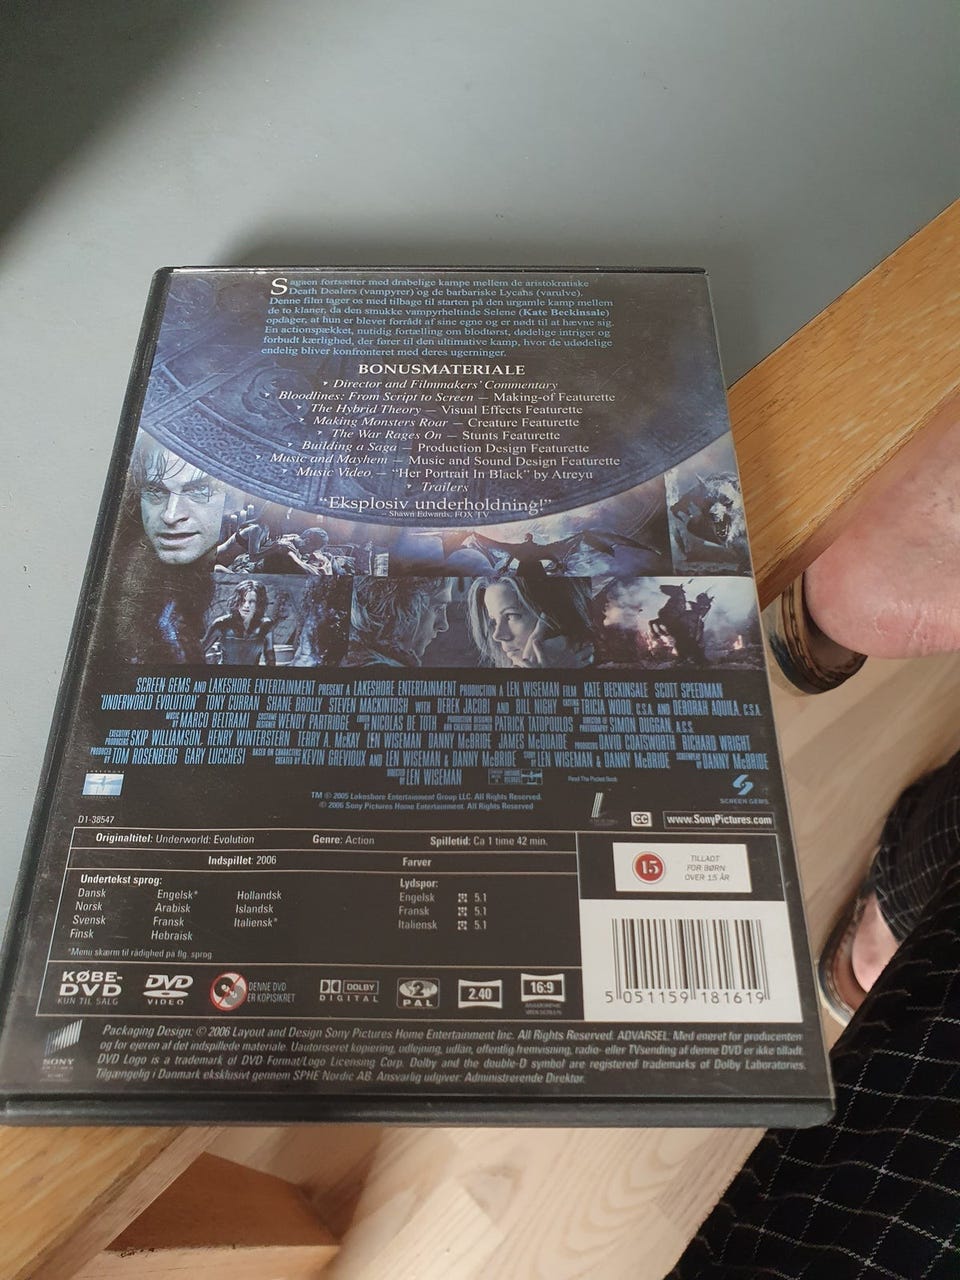 Sagaen fortsætter med drabelige kampe mellem de aristokratiske
Death Dealers (vampyrer) og de barbariske Lycans (varulve).
Denne film tager os med tilbage til starten på den urgamle kamp mellem
de to klaner, da den smukke vampyrheltinde Selene (Kate Beckinsale)
opdager, at hun er blevet forrådt af sine egne og er nødt til at hævne sig.
En actionspækket, nutidig fortælling om blodtørst, dødelige intriger og
forbudt kærlighed, der fører til den ultimative kamp, hvor de udødelige
endelig bliver konfronteret med deres ugerninger.
BONUSMATERIALE
Director and Filmmakers' Commentary
Bloodlines: From Script to Screen – Making-of Featurette
The Hybrid Theory – Visual Effects Featurette
Making Monsters Roar – Creature Featurette
The War Rages On – Stunts Featurette
Building a Saga – Production Design Featurette
Music and Mayhem – Music and Sound Design Featurette
Music Video – "Her Portrait In Black" by Atreyu
Trailers
"Eksplosiv underholdning!"
– Shawn Edwards, FOX TV
SCREEN GEMS AND LAKESHORE ENTERTAINMENT PRESENT A LAKESHORE ENTERTAINMENT PRODUCTION A LEN WISEMAN FILM KATE BECKINSALE SCOTT SPEEDMAN
"UNDERWORLD EVOLUTION" TONY CURRAN SHANE BROLLY STEVEN MACKINTOSH WITH DEREK JACOBI AND BILL NIGHY CASTING BY TRICIA WOOD C.S.A. AND DEBORAH AQUILA, C.S.A.
MUSIC BY MARCO BELTRAMI COSTUME DESIGNER WENDY PARTRIDGE NICOLAS DE TOTH PRODUCTION DESIGNER PATRICK TATOPOULOS DIRECTOR OF PHOTOGRAPHY SIMON DUGGAN, A.C.S.
EXECUTIVE PRODUCERS SKIP WILLIAMSON, HENRY WINTERSTERN TERRY A. McKAY LEN WISEMAN DANNY McBRIDE JAMES McQUAIDE PRODUCERS DAVID COATSWORTH RICHARD WRIGHT
PRODUCED BY TOM ROSENBERG GARY LUCCHESI BASED ON CHARACTERS CREATED BY KEVIN GREVIOUX AND LEN WISEMAN & DANNY McBRIDE STORY BY LEN WISEMAN & DANNY McBRIDE SCREENPLAY BY DANNY McBRIDE
DIRECTED BY LEN WISEMAN
Read The Pocket Book
LAKESHORE
SCREEN GEMS
TM © 2005 Lakeshore Entertainment Group LLC. All Rights Reserved.
© 2006 Sony Pictures Home Entertainment. All Rights Reserved
CC
www.SonyPictures.com
D1-38547
Originaltitel: Underworld: Evolution Genre: Action Spilletid: Ca 1 time 42 min.
Indspillet: 2006 Farver
Undertekst sprog:
Dansk Engelsk* Hollandsk
Norsk Arabisk Islandsk
Svensk Fransk Italiensk*
Finsk Hebraisk
*Menu skærm til rådighed på flg. sprog
Lydspor:
Engelsk 5.1
Fransk 5.1
Italiensk 5.1
15
TILLADT
FOR BØRN
OVER 15 ÅR
5 051159 181619
KØBE-
DVD
KUN TIL SALG
DVD
VIDEO
DENNE DVD
ER KOPISIKRET
DOLBY
DIGITAL
2
PAL
2.40
16:9
SONY
Packaging Design: © 2006 Layout and Design Sony Pictures Home Entertainment Inc. All Rights Reserved. ADVARSEL: Med eneret for producenten
og for ejeren af det indspillede materiale. Uautoriseret kopiering, udlejning, udlån, offentlig fremvisning, radio- eller TVsending af denne DVD er ikke tilladt.
DVD Logo is a trademark of DVD Format/Logo Licensing Corp. Dolby and the double-D symbol are registered trademarks of Dolby Laboratories.
Tilgængelig i Danmark eksklusivt gennem SPHE Nordic AB. Ansvarlig udgiver: Administrerende Direktør.